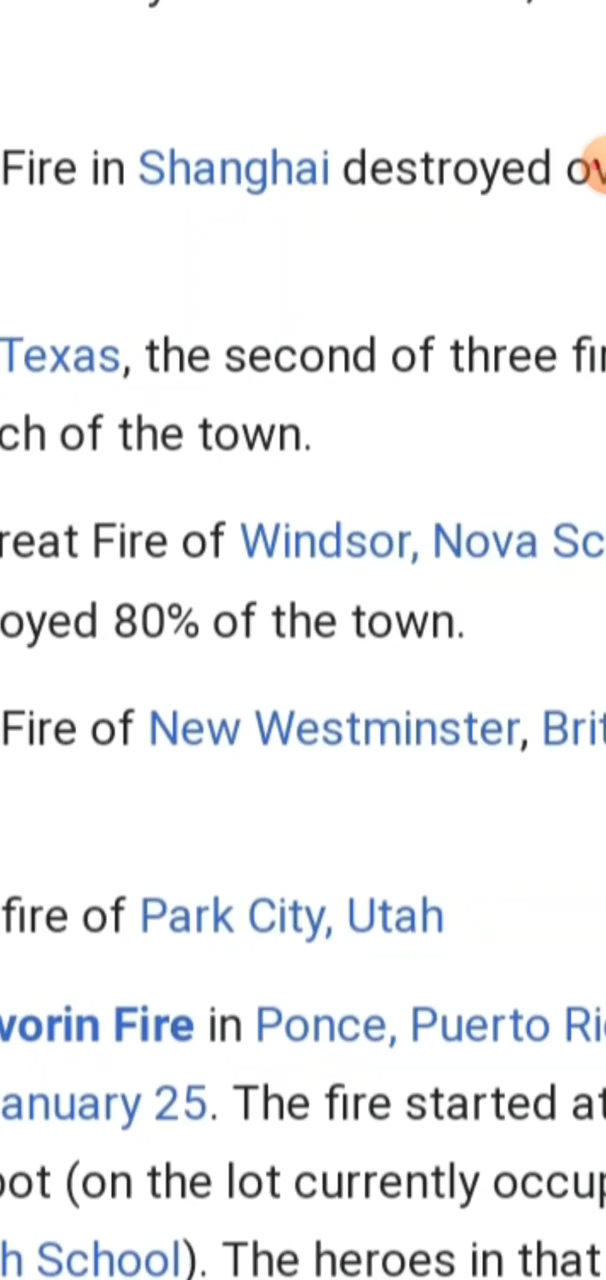 Fire in Shanghai destroyed
Texas, the second of three
ch of the town.
reat Fire of Windsor, Nova Sc
oyed 80% of the town.
Fire of New Westminster, Brit
fire of Park City, Utah
vorin Fire in Ponce, Puerto Ri
anuary 25. The fire started at
oot (on the lot currently occup
h School). The heroes in that